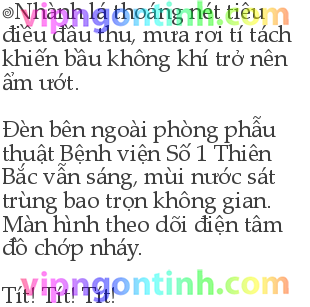 vipngontinh.com
Nhành lá thoáng nét tiêu
điều đầu thu, mưa rơi tí tách
khiến bầu không khí trở nên
ẩm ướt.
Đèn bên ngoài phòng phẫu
thuật Bệnh viện Số 1 Thiên
Bắc vẫn sáng, mùi nước sát
trùng bao trọn không gian.
Màn hình theo dõi điện tâm
đồ chớp nháy.
vipngontinh.com
Tít! Tít! Tít!